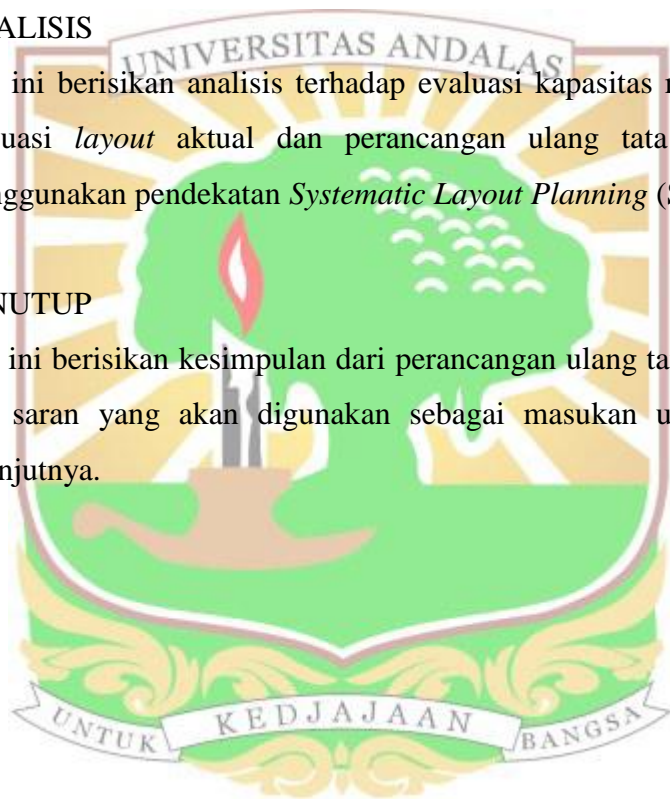 UNIVERSITAS ANDALAS
ALISIS
ini berisikan analisis terhadap evaluasi kapasitas
uasi layout aktual dan perancangan ulang tata
nggunakan pendekatan Systematic Layout Planning (S
NUTUP
ini berisikan kesimpulan dari perancangan ulang ta
saran yang akan digunakan sebagai masukan u
njutnya.
UNTUK KEDJAJAAN BANGSA